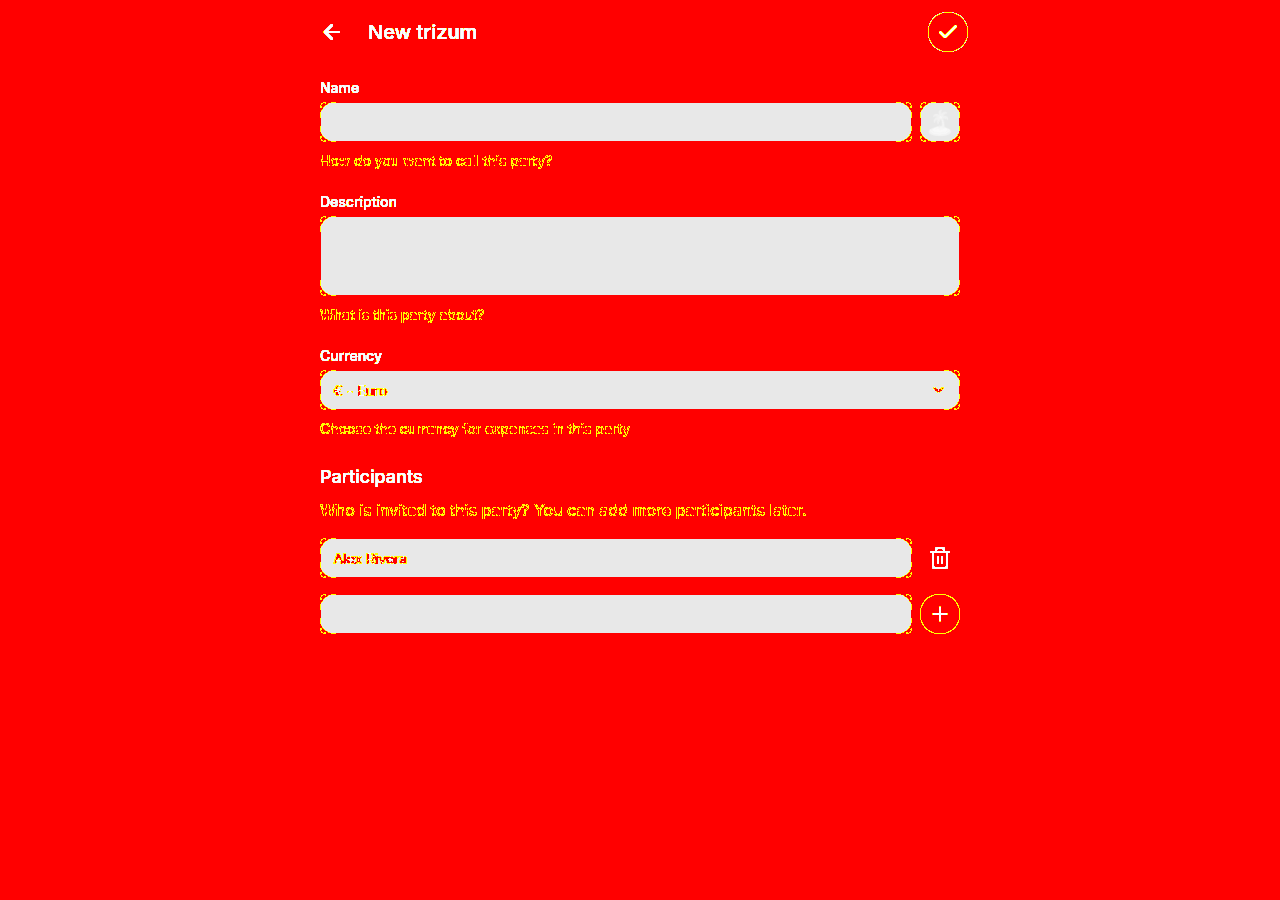 New trizum
Name
How do you want to call this party?
Description
What is this party about?
Currency
€ - Euro
Choose the currency for expenses in this party
Participants
Who is invited to this party? You can add more participants later.
Alex Rivera